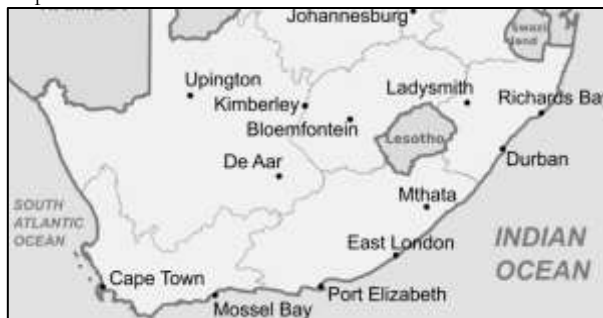 Johannesburg
Swazi
land
Upington
Ladysmith
Kimberley
Richards Bay
Bloemfontein
Lesotho
De Aar
Durban
Mthata
SOUTH
ATLANTIC
OCEAN
East London
INDIAN
OCEAN
Cape Town
Port Elizabeth
Mossel Bay